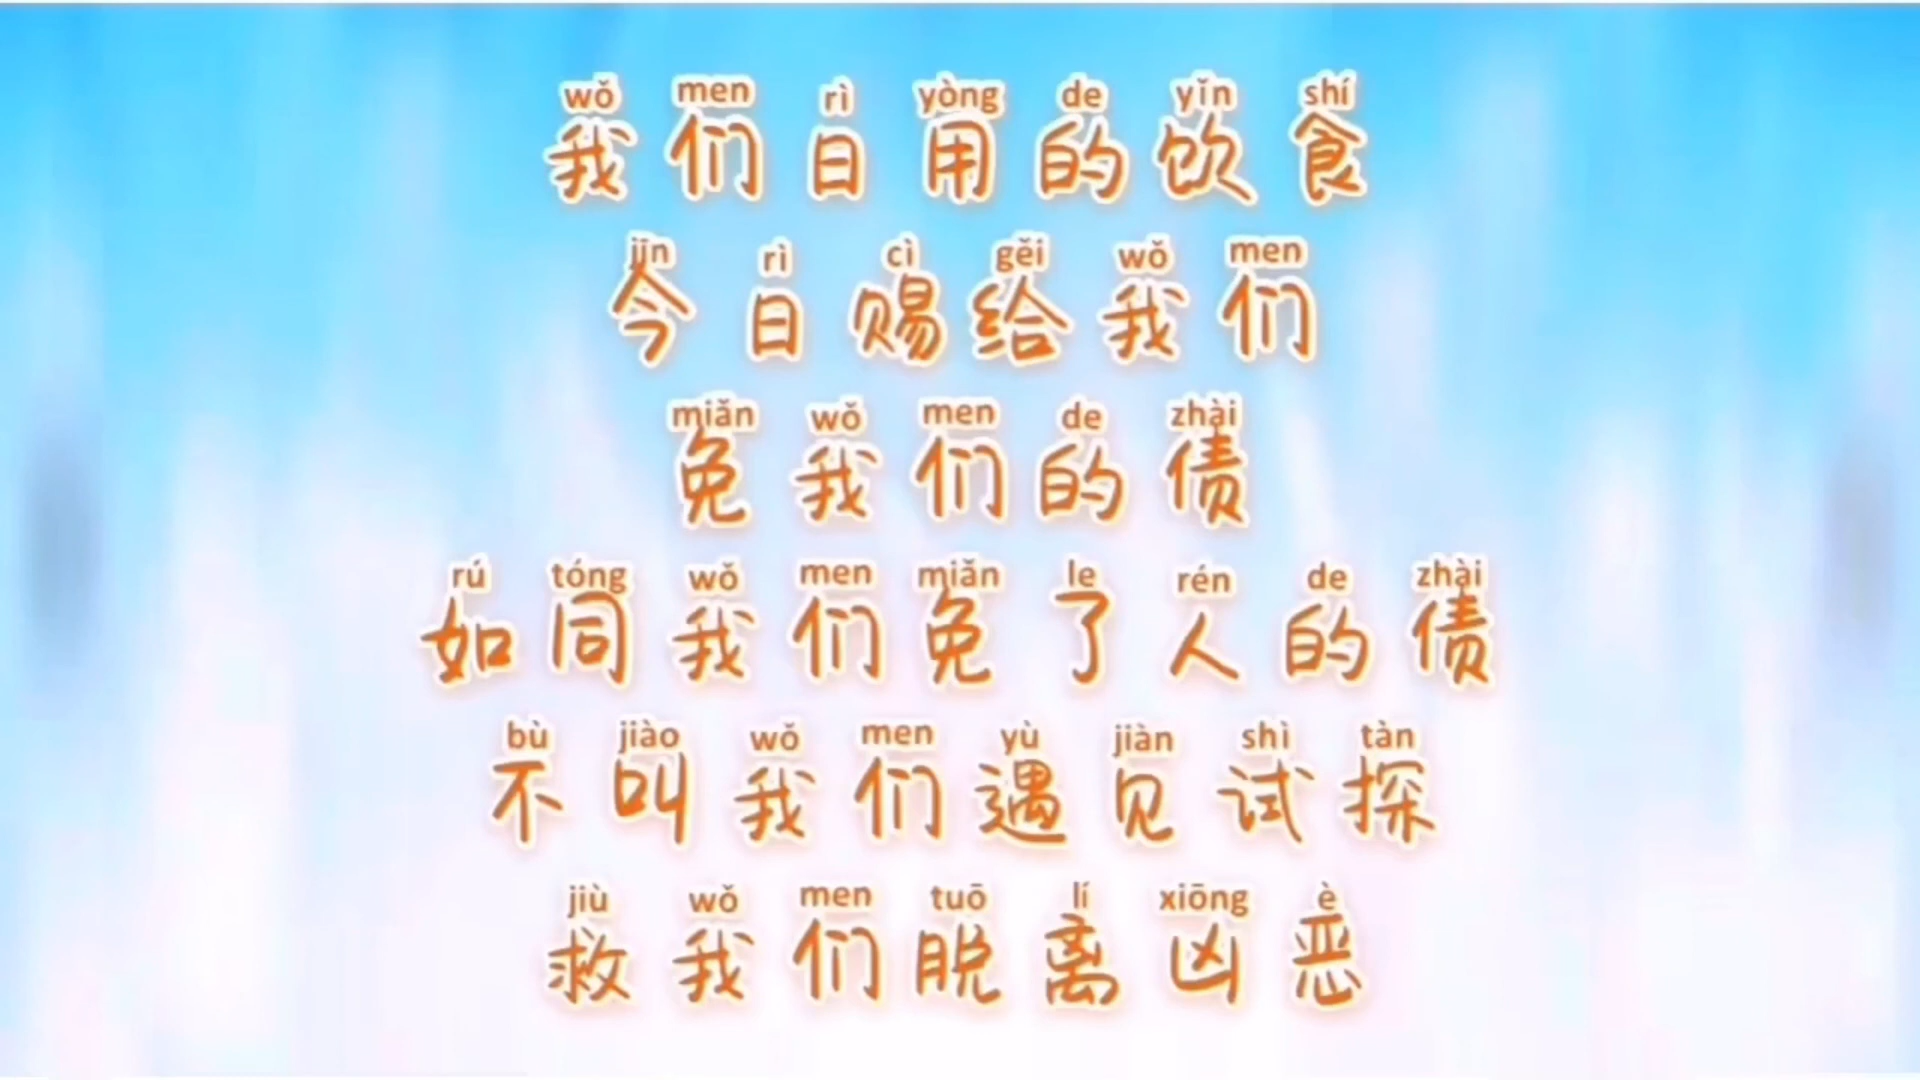 wǒ men rì yòng de yǐn shí
我们日用的饮食
jīn rì cì gěi wǒ men
今日赐给我们
miǎn wǒ men de zhài
免我们的债
rú tóng wǒ men miǎn le rén de zhài
如同我们免了人的债
bù jiào wǒ men yù jiàn shì tàn
不叫我们遇见试探
jiù wǒ men tuō lí xiōng è
救我们脱离凶恶